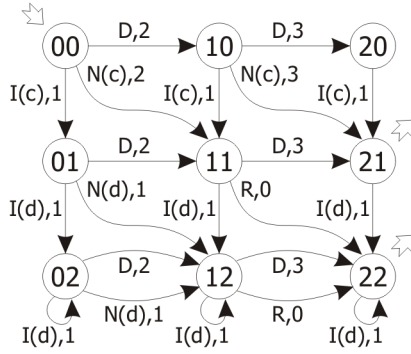 D,2 D,3
00 10 20
I(c),1 N(c),2 I(c),1 N(c),3 I(c),1
D,2 D,3
01 11 21
N(d),1 R,0
I(d),1 I(d),1 I(d),1
D,2 D,3
02 12 22
N(d),1 R,0
I(d),1 I(d),1 I(d),1